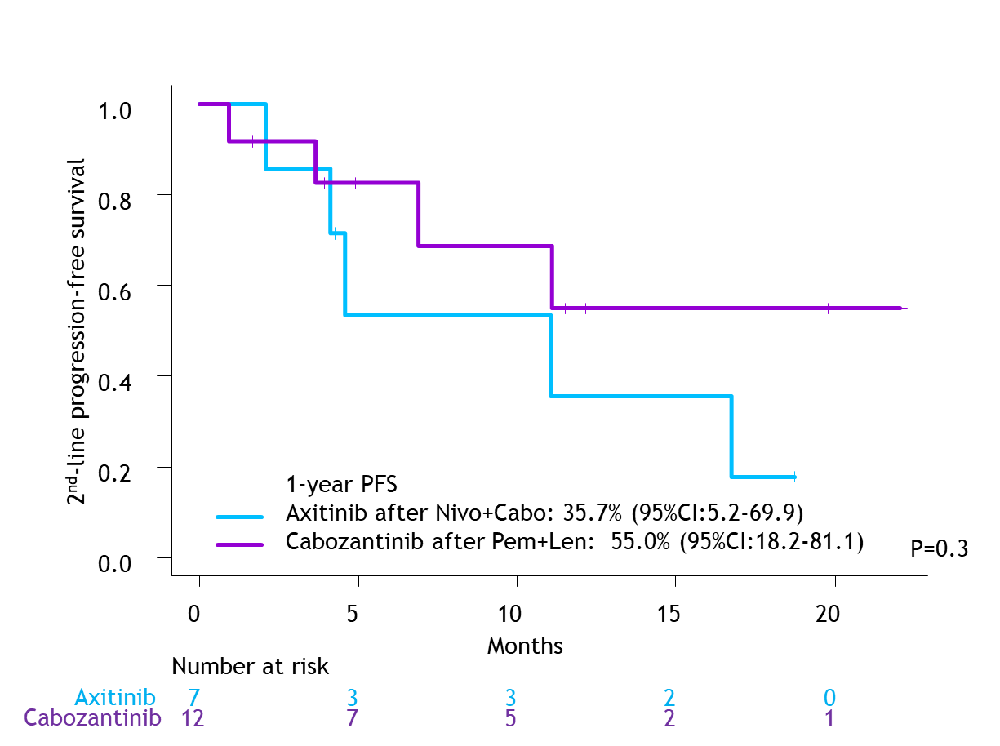 1.0
0.8
0.6
0.4
0.2
0.0
2nd-line progression-free survival
1-year PFS
Axitinib after Nivo+Cabo: 35.7% (95%CI:5.2-69.9)
Cabozantinib after Pem+Len: 55.0% (95%CI:18.2-81.1)
P=0.3
0 5 10 15 20
Months
Number at risk
Axitinib 7 3 3 2 0
Cabozantinib 12 7 5 2 1